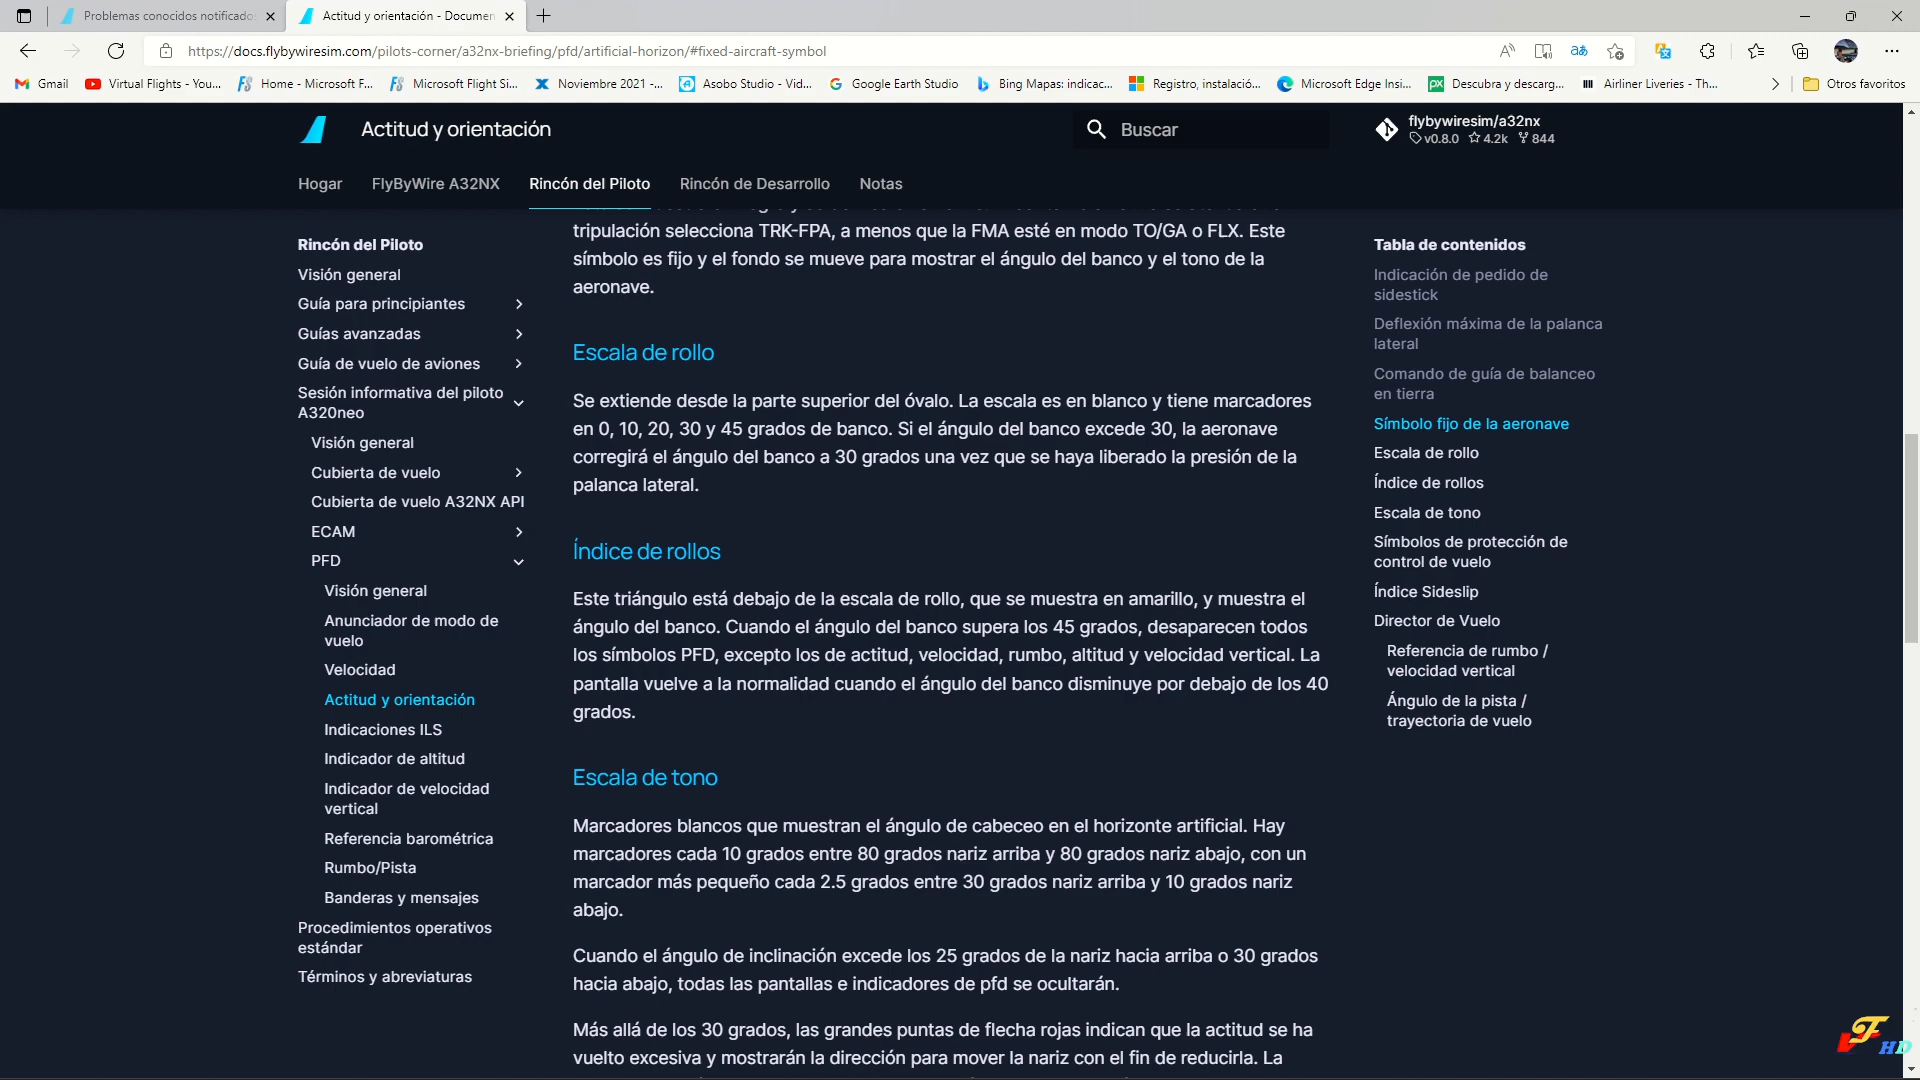 Problemas conocidos notificados
Actitud y orientación - Documen
https://docs.flybywiresim.com/pilots-corner/a32nx-briefing/pfd/artificial-horizon/#fixed-aircraft-symbol
Gmail
Virtual Flights - You...
Home - Microsoft F...
Microsoft Flight Si...
Noviembre 2021 -...
Asobo Studio - Vid...
Google Earth Studio
Bing Mapas: indicac...
Registro, instalació...
Microsoft Edge Insi...
Descubra y descarg...
Airliner Liveries - Th...
Otros favoritos
Actitud y orientación
Buscar
flybywiresim/a32nx
v0.8.0 4.2k 844
Hogar FlyByWire A32NX Rincón del Piloto Rincón de Desarrollo Notas
Rincón del Piloto
Visión general
Guía para principiantes
Guías avanzadas
Guía de vuelo de aviones
Sesión informativa del piloto
A320neo
Visión general
Cubierta de vuelo
Cubierta de vuelo A32NX API
ECAM
PFD
Visión general
Anunciador de modo de
vuelo
Velocidad
Actitud y orientación
Indicaciones ILS
Indicador de altitud
Indicador de velocidad
vertical
Referencia barométrica
Rumbo/Pista
Banderas y mensajes
Procedimientos operativos
estándar
Términos y abreviaturas
tripulación selecciona TRK-FPA, a menos que la FMA esté en modo TO/GA o FLX. Este
símbolo es fijo y el fondo se mueve para mostrar el ángulo del banco y el tono de la
aeronave.
Escala de rollo
Se extiende desde la parte superior del óvalo. La escala es en blanco y tiene marcadores
en 0, 10, 20, 30 y 45 grados de banco. Si el ángulo del banco excede 30, la aeronave
corregirá el ángulo del banco a 30 grados una vez que se haya liberado la presión de la
palanca lateral.
Índice de rollos
Este triángulo está debajo de la escala de rollo, que se muestra en amarillo, y muestra el
ángulo del banco. Cuando el ángulo del banco supera los 45 grados, desaparecen todos
los símbolos PFD, excepto los de actitud, velocidad, rumbo, altitud y velocidad vertical. La
pantalla vuelve a la normalidad cuando el ángulo del banco disminuye por debajo de los 40
grados.
Escala de tono
Marcadores blancos que muestran el ángulo de cabeceo en el horizonte artificial. Hay
marcadores cada 10 grados entre 80 grados nariz arriba y 80 grados nariz abajo, con un
marcador más pequeño cada 2.5 grados entre 30 grados nariz arriba y 10 grados nariz
abajo.
Cuando el ángulo de inclinación excede los 25 grados de la nariz hacia arriba o 30 grados
hacia abajo, todas las pantallas e indicadores de pfd se ocultarán.
Más allá de los 30 grados, las grandes puntas de flecha rojas indican que la actitud se ha
vuelto excesiva y mostrarán la dirección para mover la nariz con el fin de reducirla. La
Tabla de contenidos
Indicación de pedido de
sidestick
Deflexión máxima de la palanca
lateral
Comando de guía de balanceo
en tierra
Símbolo fijo de la aeronave
Escala de rollo
Índice de rollos
Escala de tono
Símbolos de protección de
control de vuelo
Índice Sideslip
Director de Vuelo
Referencia de rumbo /
velocidad vertical
Ángulo de la pista /
trayectoria de vuelo
VF HD